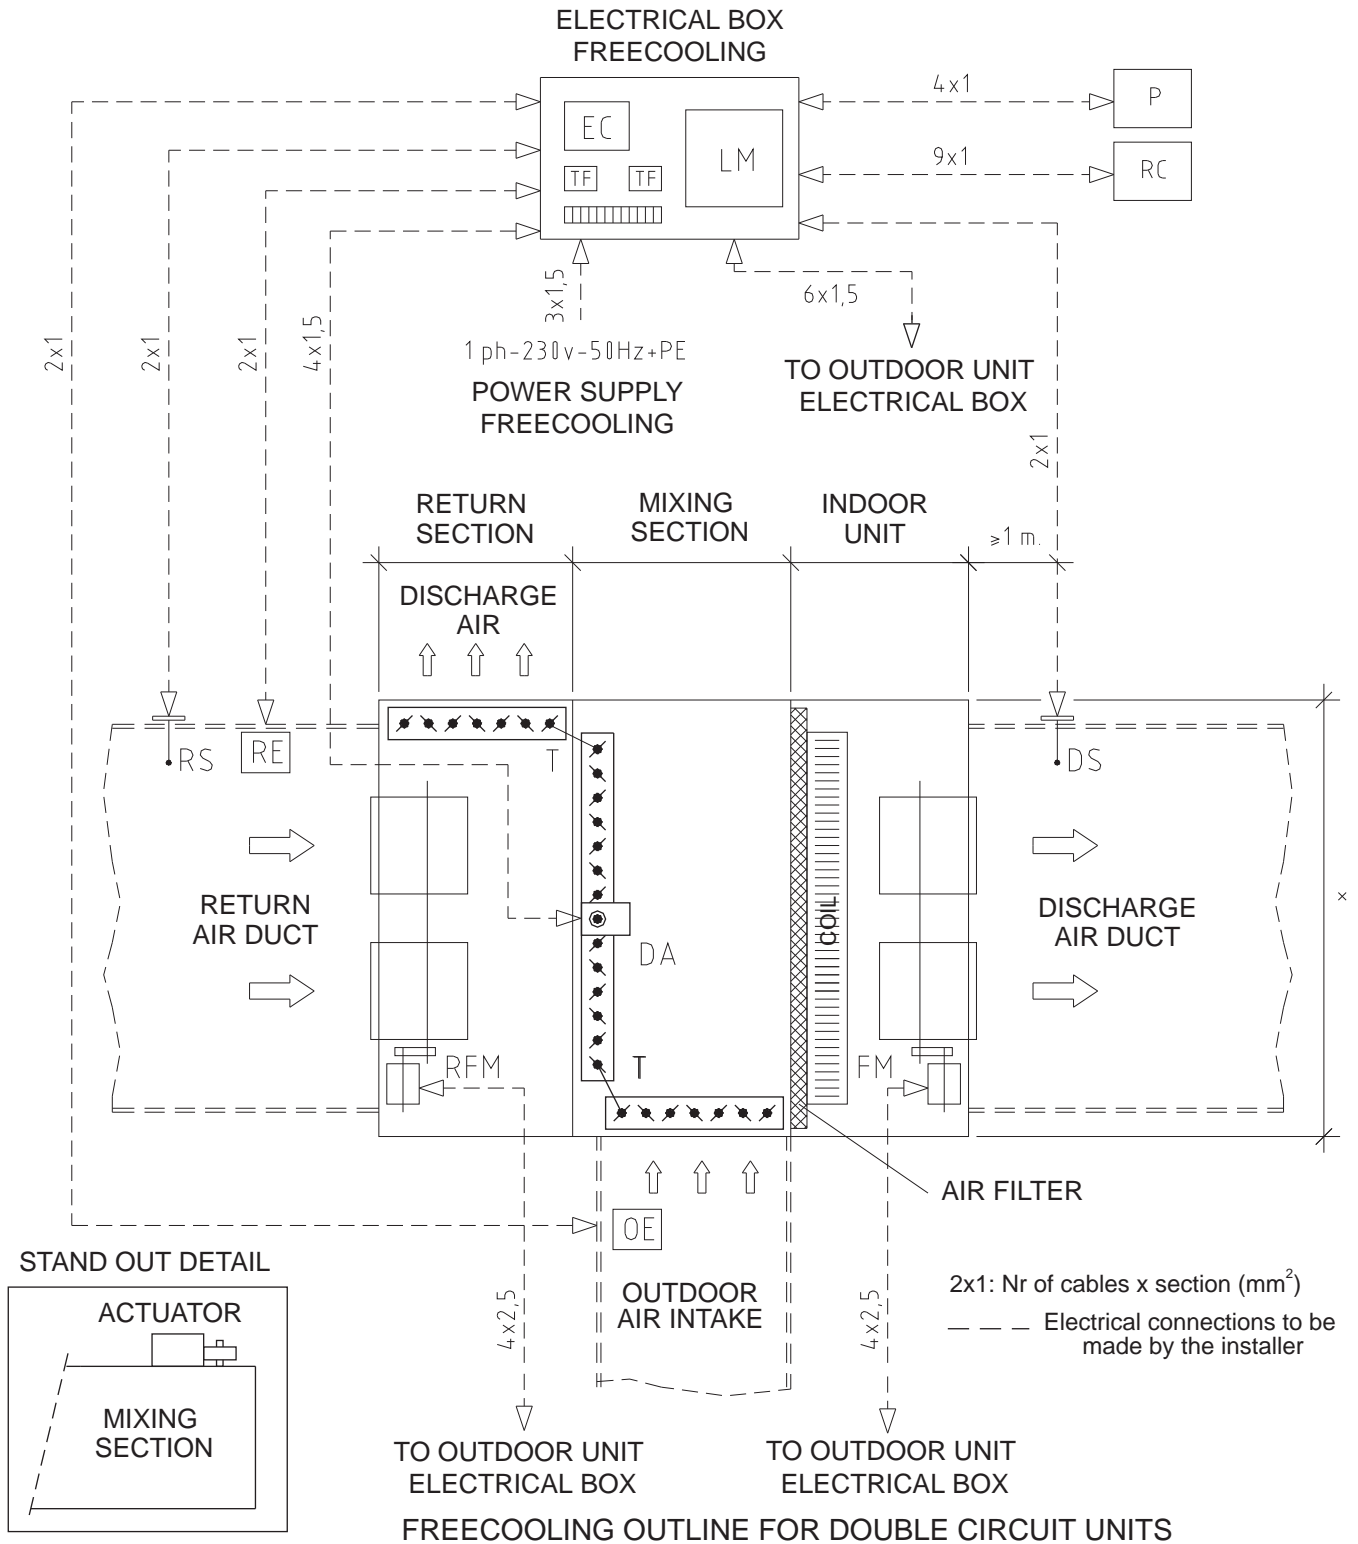 ELECTRICAL BOX
FREECOOLING
EC
TF
TF
LM
4x1
P
9x1
RC
2x1
2x1
2x1
4x1,5
3x1,5
6x1,5
1 ph-230v-50Hz+PE
POWER SUPPLY
FREECOOLING
TO OUTDOOR UNIT
ELECTRICAL BOX
2x1
RETURN
SECTION
MIXING
SECTION
INDOOR
UNIT
≥1 m.
DISCHARGE
AIR
RS
RE
T
DS
RETURN
AIR DUCT
DA
COIL
DISCHARGE
AIR DUCT
x
RFM
T
FM
AIR FILTER
OE
OUTDOOR
AIR INTAKE
4x2,5
4x2,5
STAND OUT DETAIL
ACTUATOR
MIXING
SECTION
2x1: Nr of cables x section (mm²)
Electrical connections to be
made by the installer
TO OUTDOOR UNIT
ELECTRICAL BOX
TO OUTDOOR UNIT
ELECTRICAL BOX
FREECOOLING OUTLINE FOR DOUBLE CIRCUIT UNITS